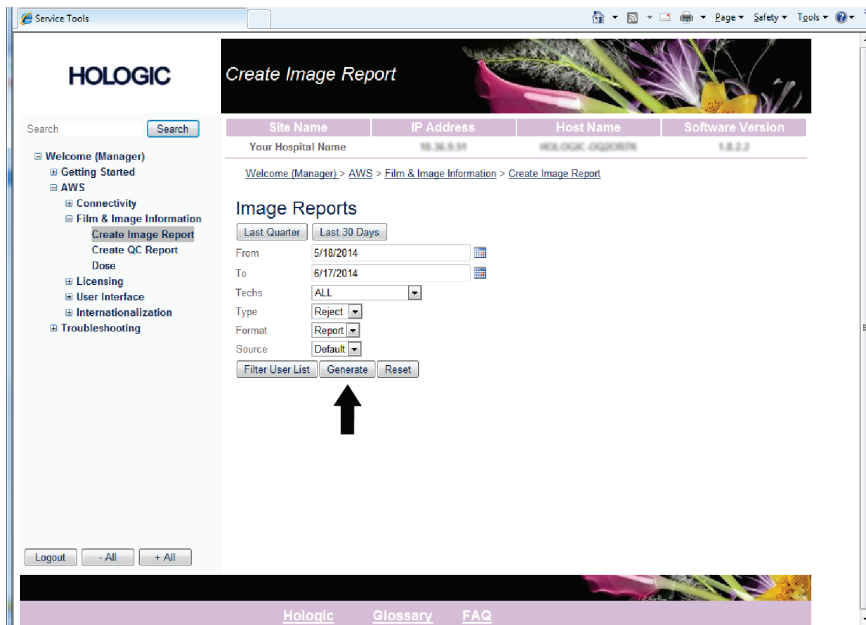 Service Tools
Page Safety Tools
HOLOGIC
Create Image Report
Search Search
Site Name IP Address Host Name Software Version
Your Hospital Name
Welcome (Manager) > AWS > Film & Image Information > Create Image Report
Welcome (Manager)
Getting Started
AWS
Connectivity
Film & Image Information
Create Image Report
Create QC Report
Dose
Licensing
User Interface
Internationalization
Troubleshooting
Image Reports
Last Quarter Last 30 Days
From 5/18/2014
To 6/17/2014
Techs ALL
Type Reject
Format Report
Source Default
Filter User List Generate Reset
Logout - All + All
Hologic Glossary FAQ